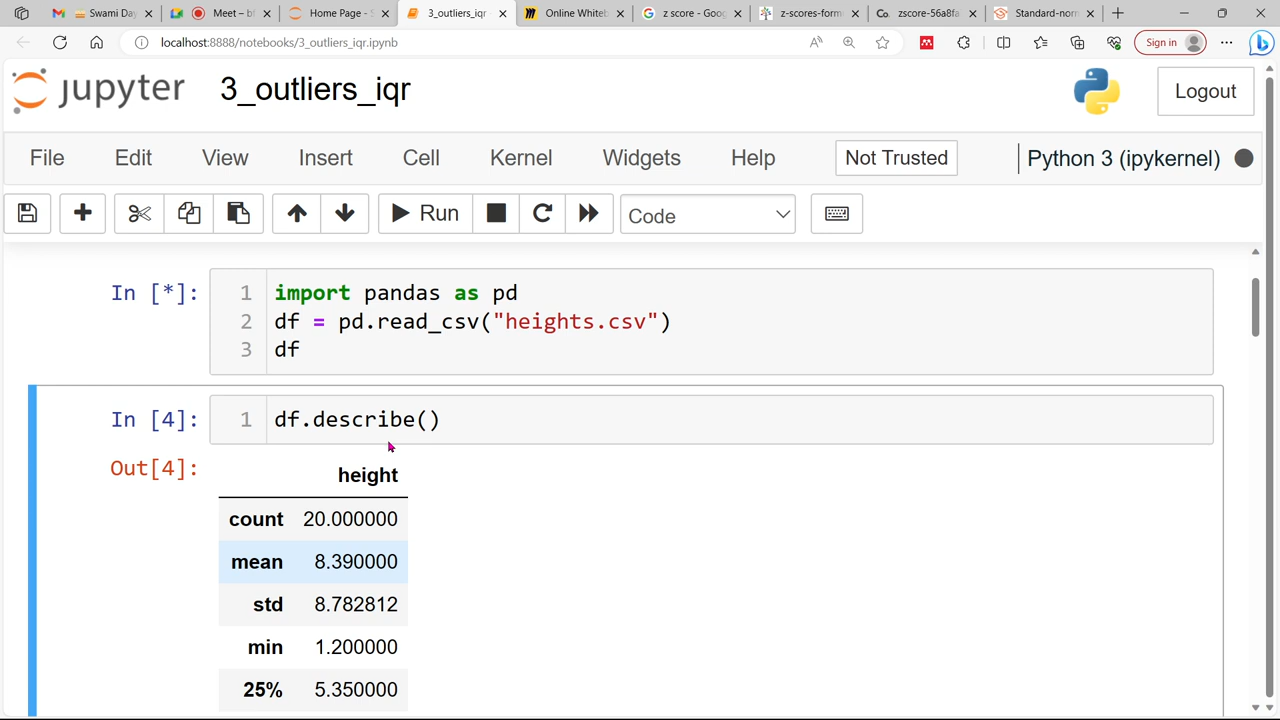 Swami Day
Meet – bf
Home Page - S
3_outliers_iqr
Online Whiteb
z score - Goog
z-scores-form
zscore-56a8fa
Standard-norm
localhost:8888/notebooks/3_outliers_iqr.ipynb
Sign in
jupyter 3_outliers_iqr
Logout
File Edit View Insert Cell Kernel Widgets Help Not Trusted Python 3 (ipykernel)
Run Code
In [*]: 1 import pandas as pd
2 df = pd.read_csv("heights.csv")
3 df
In [4]: 1 df.describe()
Out[4]:
height
count 20.000000
mean 8.390000
std 8.782812
min 1.200000
25% 5.350000